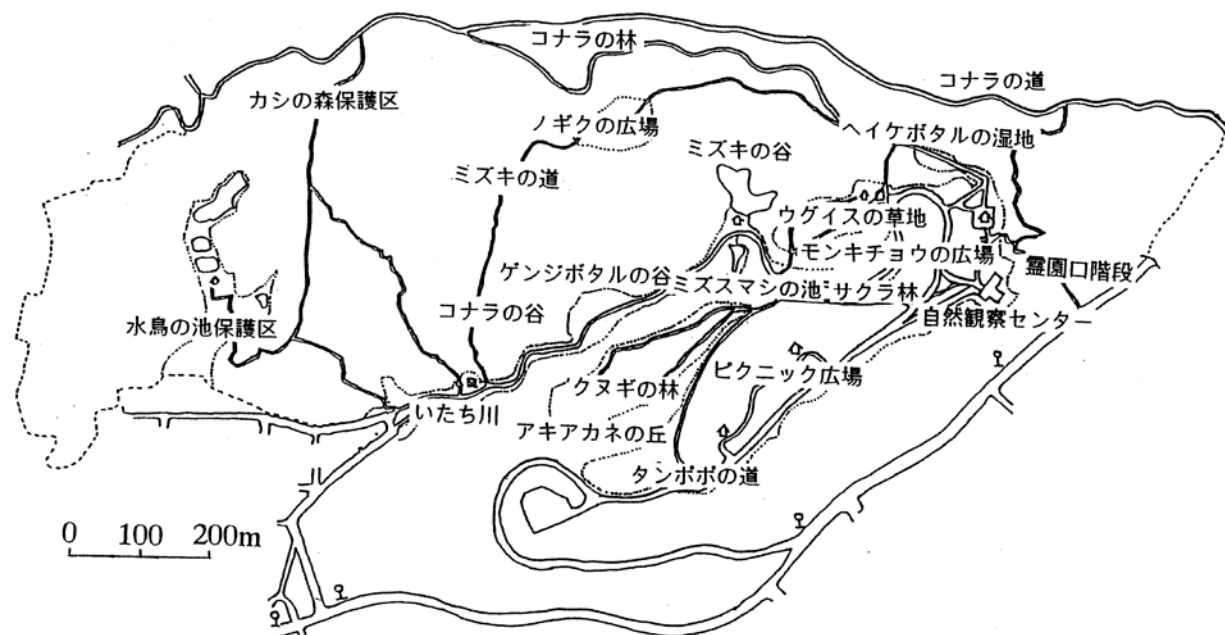 コナラの林
コナラの道
カシの森保護区
ノギクの広場
ヘイケボタルの湿地
ミズキの谷
ミズキの道
ウグイスの草地
モンキチョウの広場
ゲンジボタルの谷
霊園口階段
ミズスマシの池
サクラ林
コナラの谷
自然観察センター
水鳥の池保護区
ピクニック広場
クヌギの林
いたち川
アキアカネの丘
タンポポの道
0 100 200m